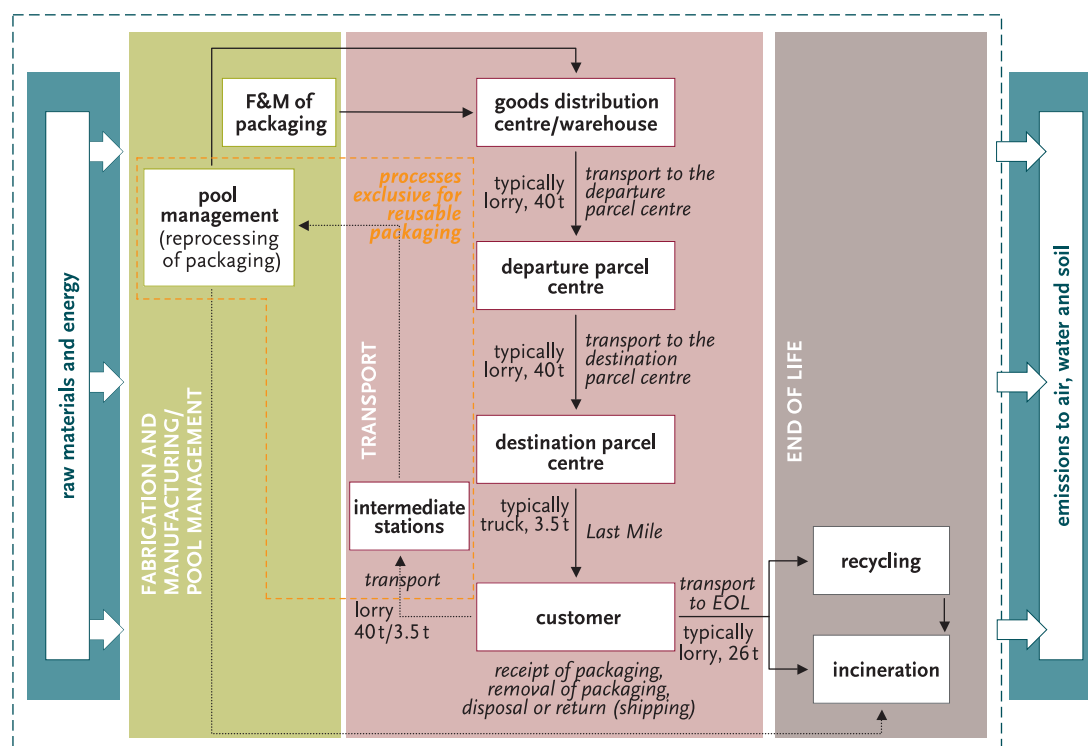 raw materials and energy
FABRICATION AND
MANUFACTURING/
POOL MANAGEMENT
F&M of
packaging
pool
management
(reprocessing
of packaging)
processes
exclusive for
reusable
packaging
TRANSPORT
goods distribution
centre/warehouse
typically
lorry, 40 t
transport to the
departure
parcel centre
departure parcel
centre
typically
lorry, 40 t
transport to the
destination
parcel centre
destination parcel
centre
typically
truck, 3.5 t
Last Mile
intermediate
stations
transport
lorry
40 t/3.5 t
customer
receipt of packaging,
removal of packaging,
disposal or return (shipping)
transport
to EOL
typically
lorry, 26 t
END OF LIFE
recycling
incineration
emissions to air, water and soil